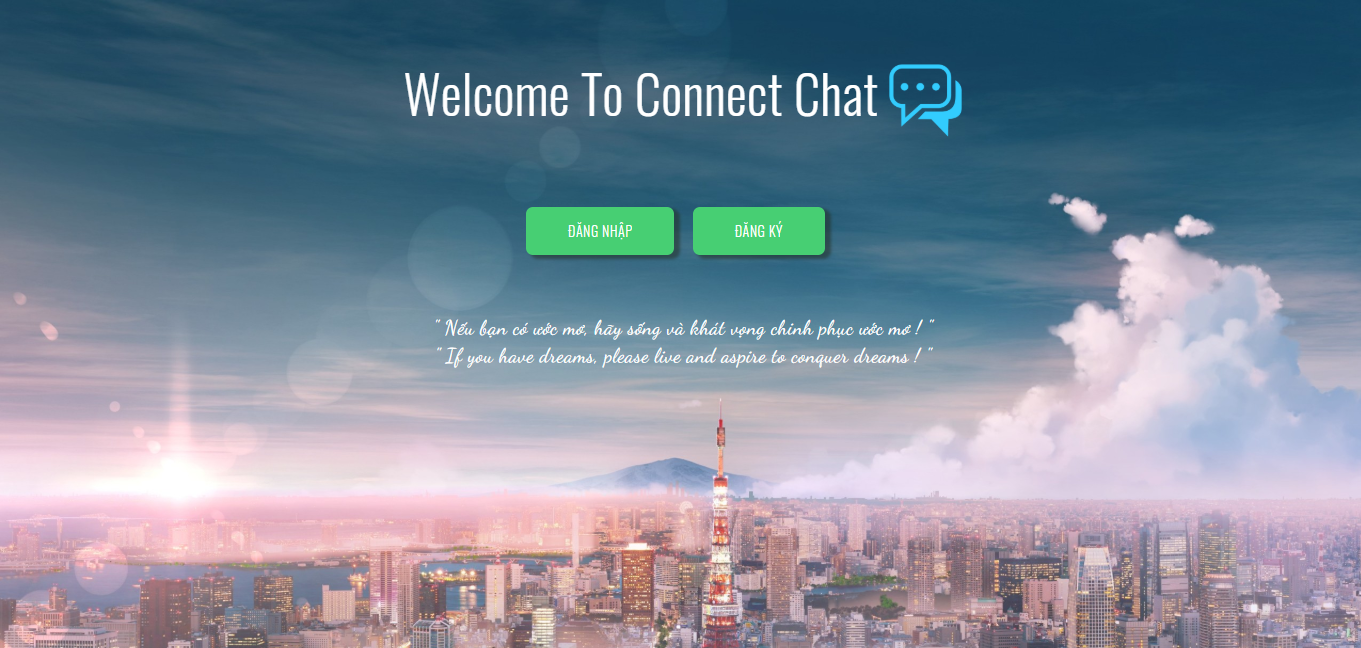 Welcome To Connect Chat
ĐĂNG NHẬP
ĐĂNG KÝ
" Nếu bạn có ước mơ, hãy sống và khát vọng chinh phục ước mơ ! "
" If you have dreams, please live and aspire to conquer dreams ! "